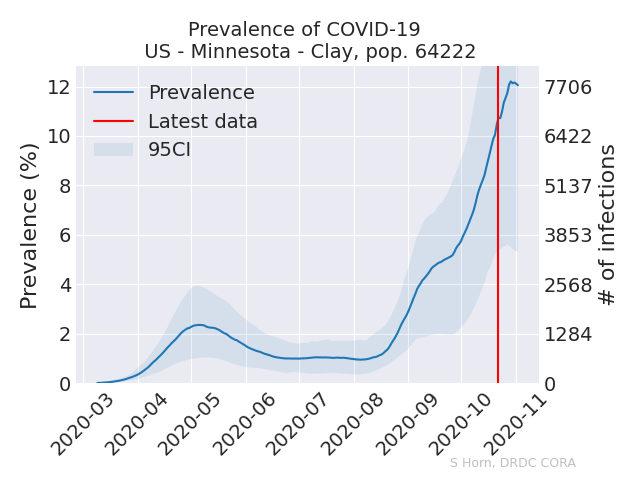 Prevalence of COVID-19
US - Minnesota - Clay, pop. 64222
Prevalence
Latest data
95CI
Prevalence (%)
12
10
8
6
4
2
0
7706
6422
5137
3853
2568
1284
0
# of infections
2020-03
2020-04
2020-05
2020-06
2020-07
2020-08
2020-09
2020-10
2020-11
S Horn, DRDC CORA